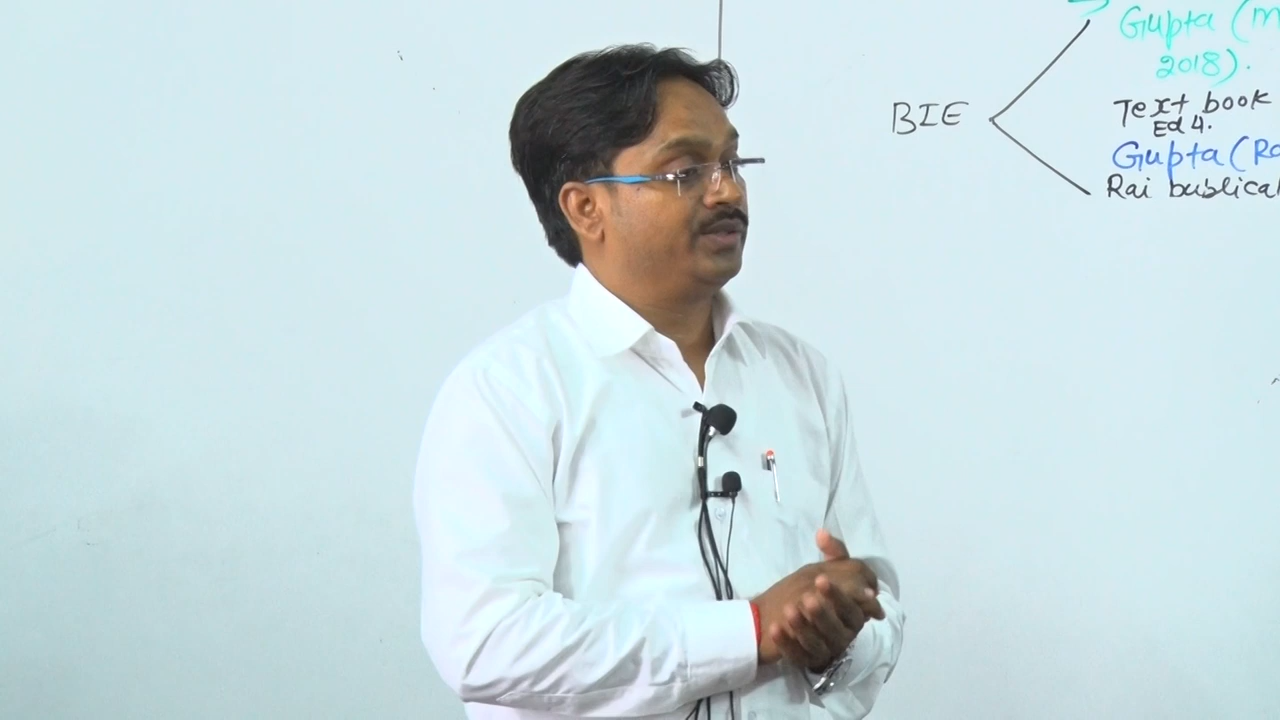 Gupta (m
2018).
BIE
Text book
Ed 4.
Gupta (Ra
Rai bublical